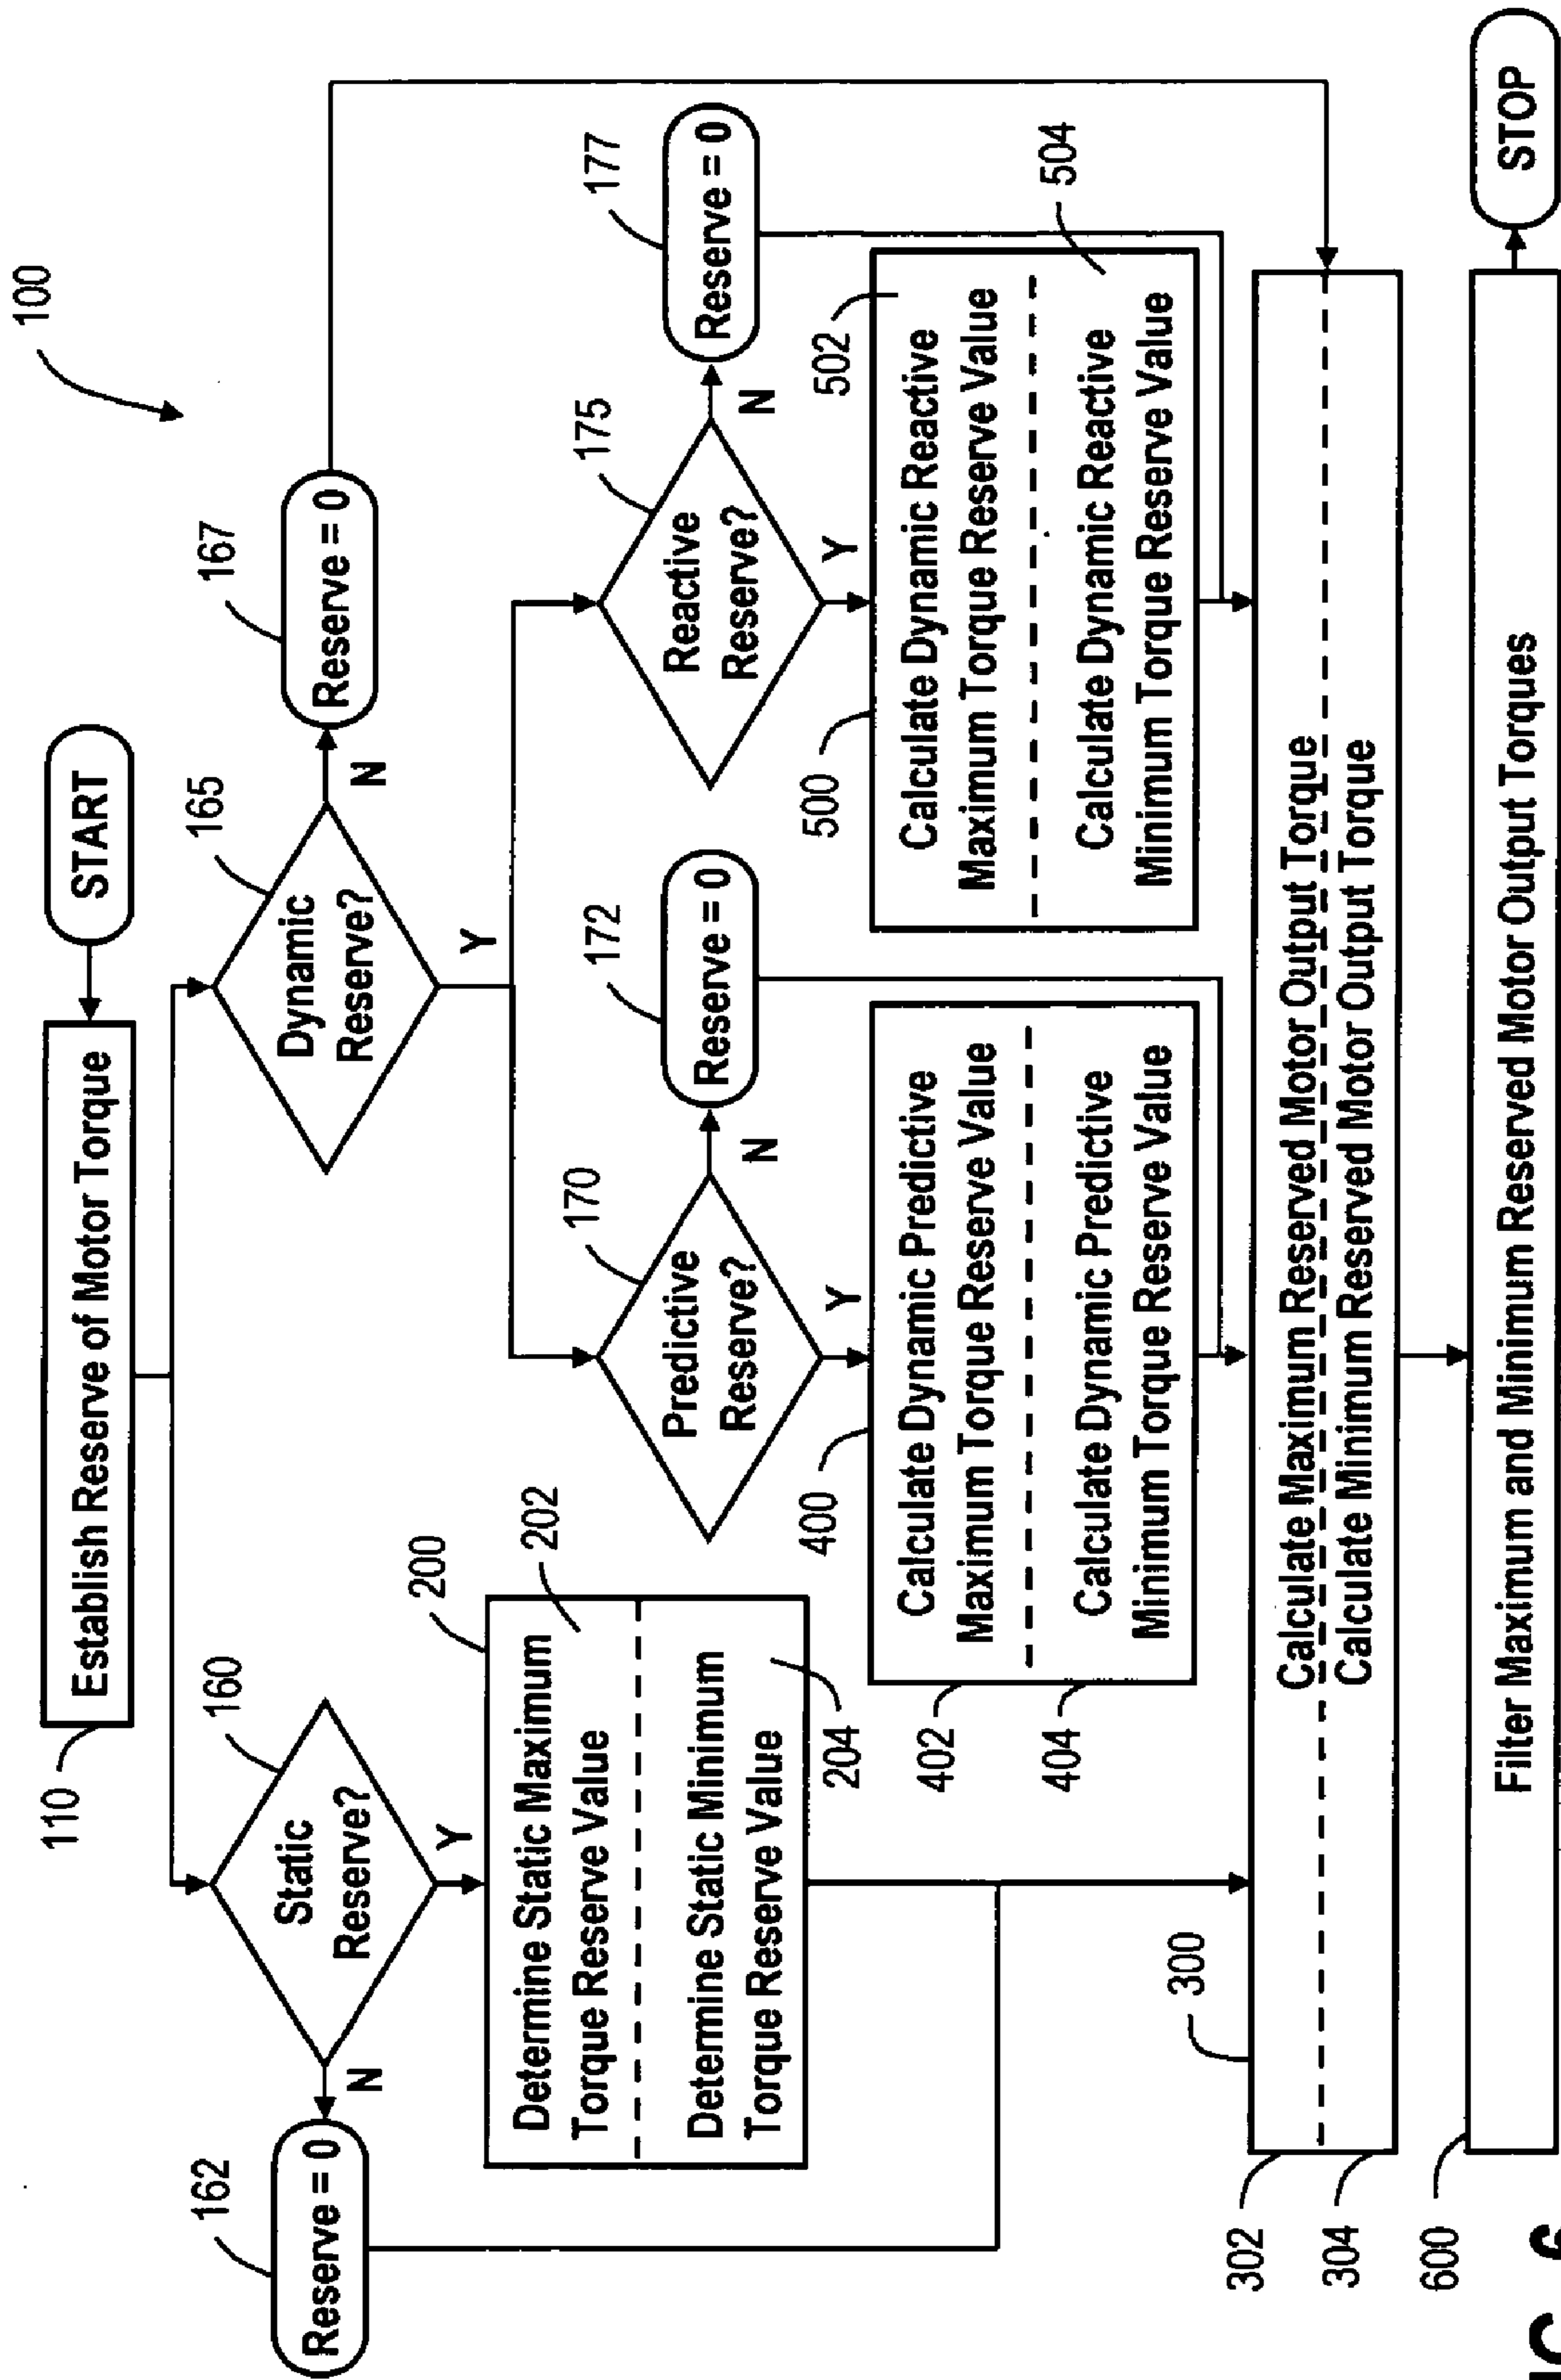 100
START
Establish Reserve of Motor Torque
110
162
Reserve = 0
N
160
Static
Reserve?
Y
165
Dynamic
Reserve?
N
167
Reserve = 0
Y
200
202
Determine Static Maximum
Torque Reserve Value
Determine Static Minimum
Torque Reserve Value
204
170
Predictive
Reserve?
N
172
Reserve = 0
Y
175
Reactive
Reserve?
N
177
Reserve = 0
Y
400
Calculate Dynamic Predictive
Maximum Torque Reserve Value
Calculate Dynamic Predictive
Minimum Torque Reserve Value
402
404
500
502
Calculate Dynamic Reactive
Maximum Torque Reserve Value
Calculate Dynamic Reactive
Minimum Torque Reserve Value
504
300
302
Calculate Maximum Reserved Motor Output Torque
304
Calculate Minimum Reserved Motor Output Torque
600
Filter Maximum and Minimum Reserved Motor Output Torques
STOP